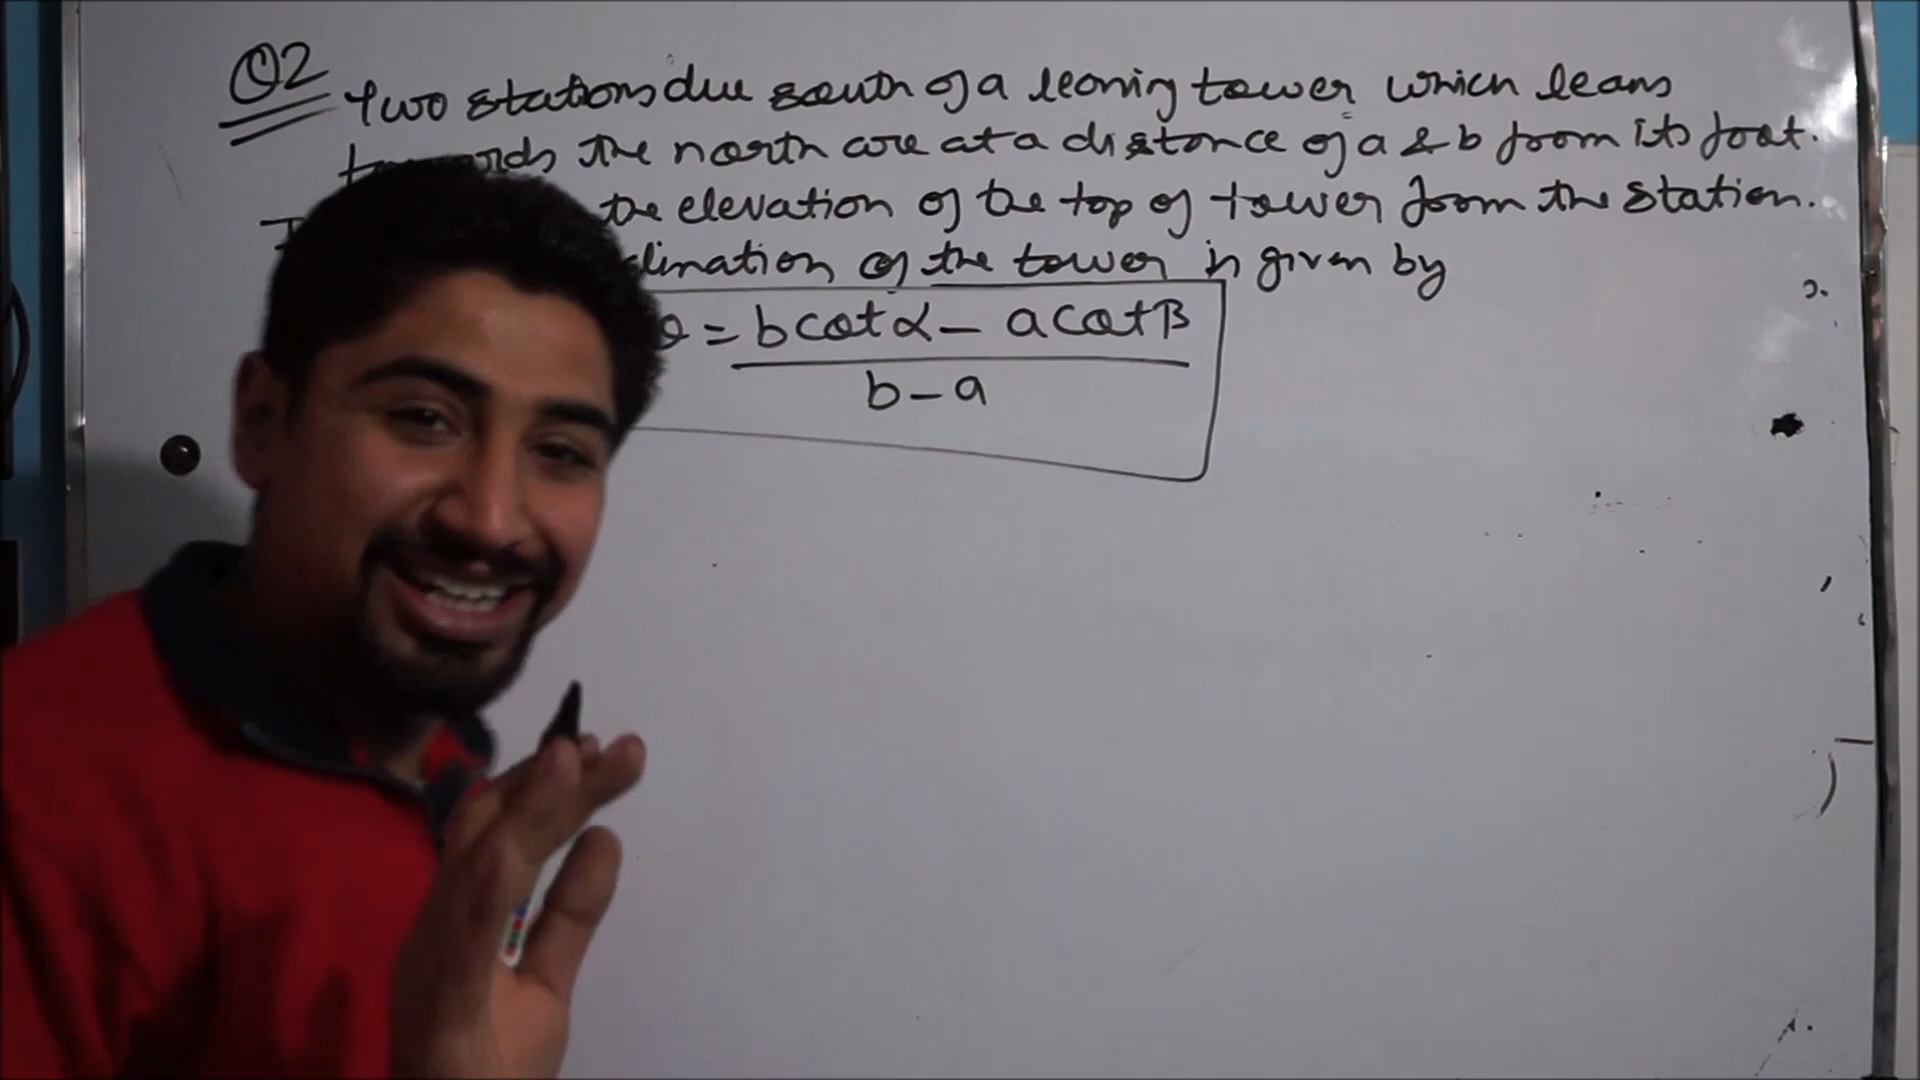 Q2 Two stations due south of a leaning tower which leans
towards the north are at a distance of a & b from its foot.
the elevation of the top of tower from the station.
of the tower is given by
θ = b cot α - a cot β
b - a